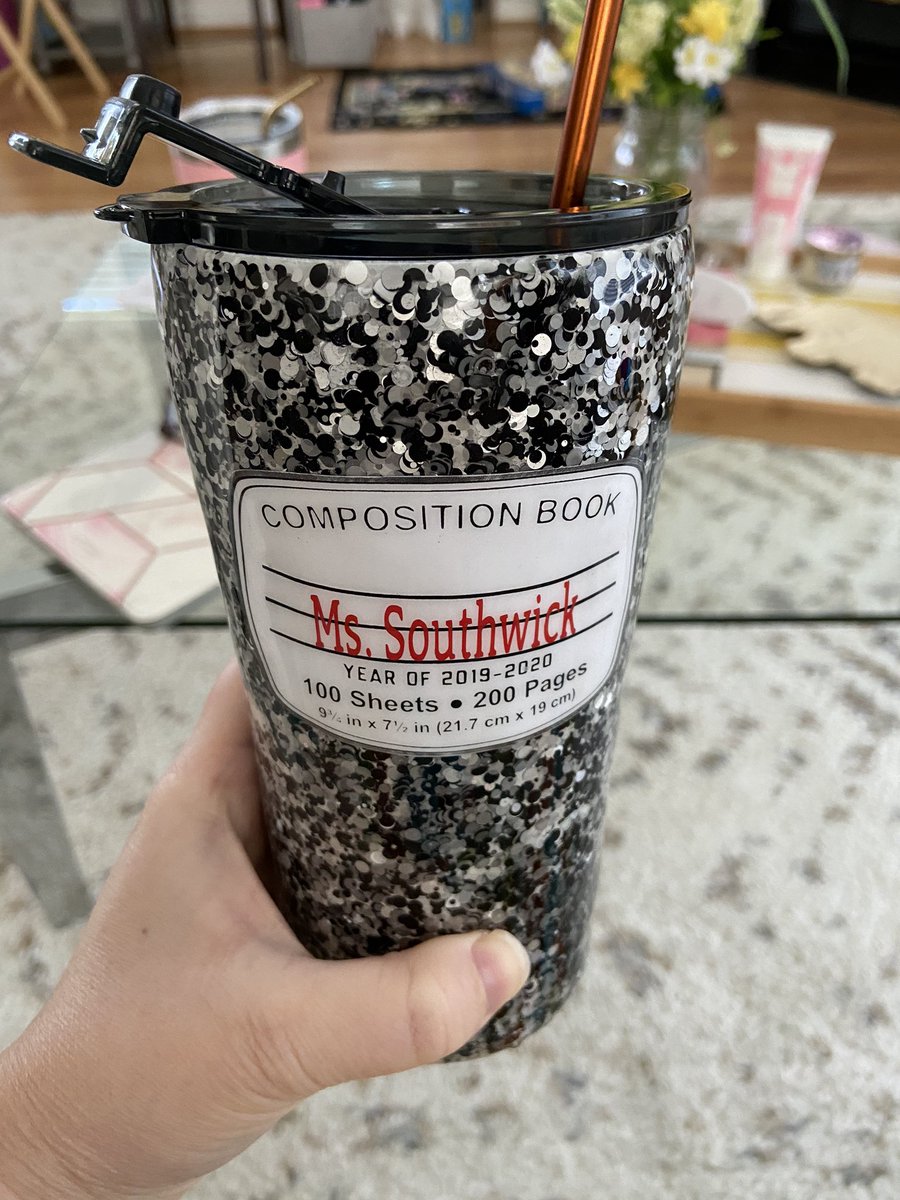 COMPOSITION BOOK
Ms. Southwick
YEAR OF 2019-2020
100 Sheets • 200 Pages
9¾ in x 7½ in (21.7 cm x 19 cm)